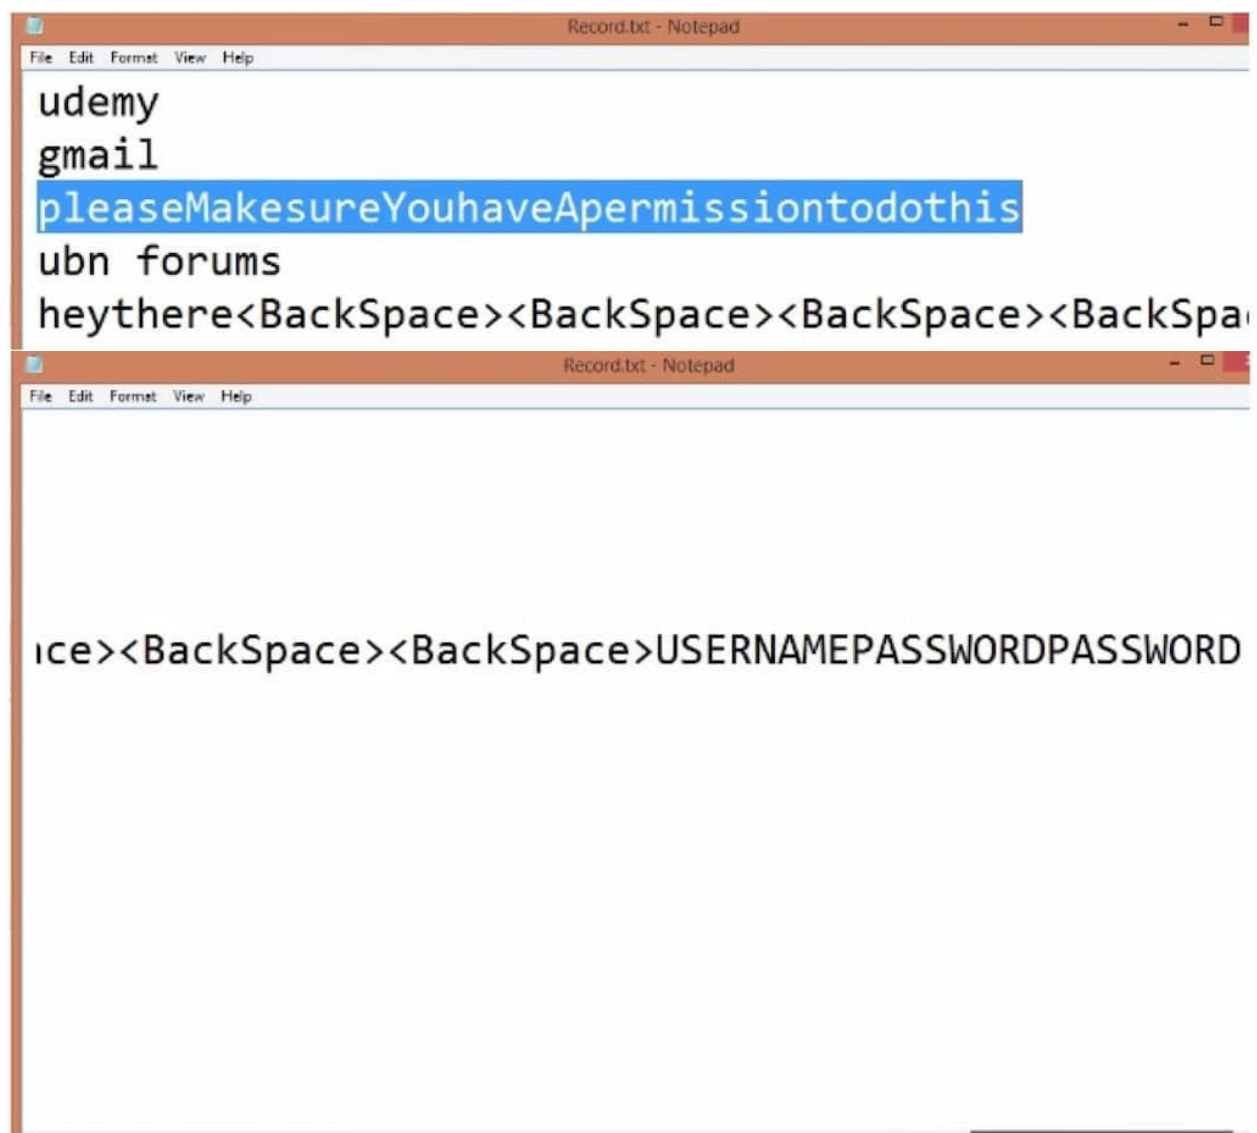 Record.txt - Notepad
File Edit Format View Help
udemy
gmail
pleaseMakesureYouhaveApermissiontodothis
ubn forums
heythere<BackSpace><BackSpace><BackSpace><BackSpa
Record.txt - Notepad
File Edit Format View Help
ace><BackSpace><BackSpace>USERNAMEPASSWORDPASSWORD